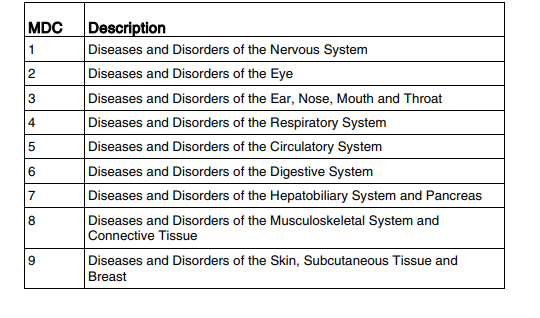 MDC Description
1 Diseases and Disorders of the Nervous System
2 Diseases and Disorders of the Eye
3 Diseases and Disorders of the Ear, Nose, Mouth and Throat
4 Diseases and Disorders of the Respiratory System
5 Diseases and Disorders of the Circulatory System
6 Diseases and Disorders of the Digestive System
7 Diseases and Disorders of the Hepatobiliary System and Pancreas
8 Diseases and Disorders of the Musculoskeletal System and
Connective Tissue
9 Diseases and Disorders of the Skin, Subcutaneous Tissue and
Breast